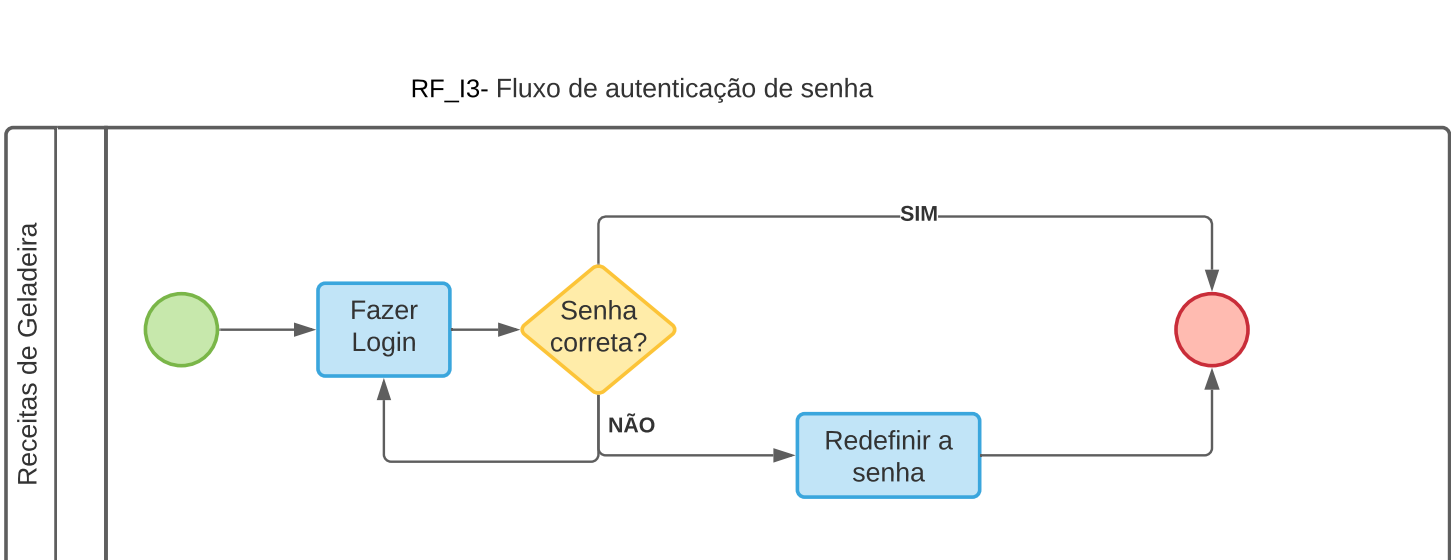 RF_I3- Fluxo de autenticação de senha
Receitas de Geladeira
Fazer
Login
Senha
correta?
SIM
NÃO
Redefinir a
senha